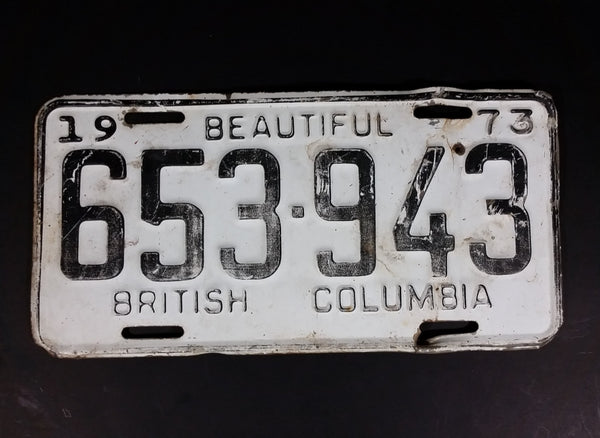 19 BEAUTIFUL 73
653·943
BRITISH COLUMBIA